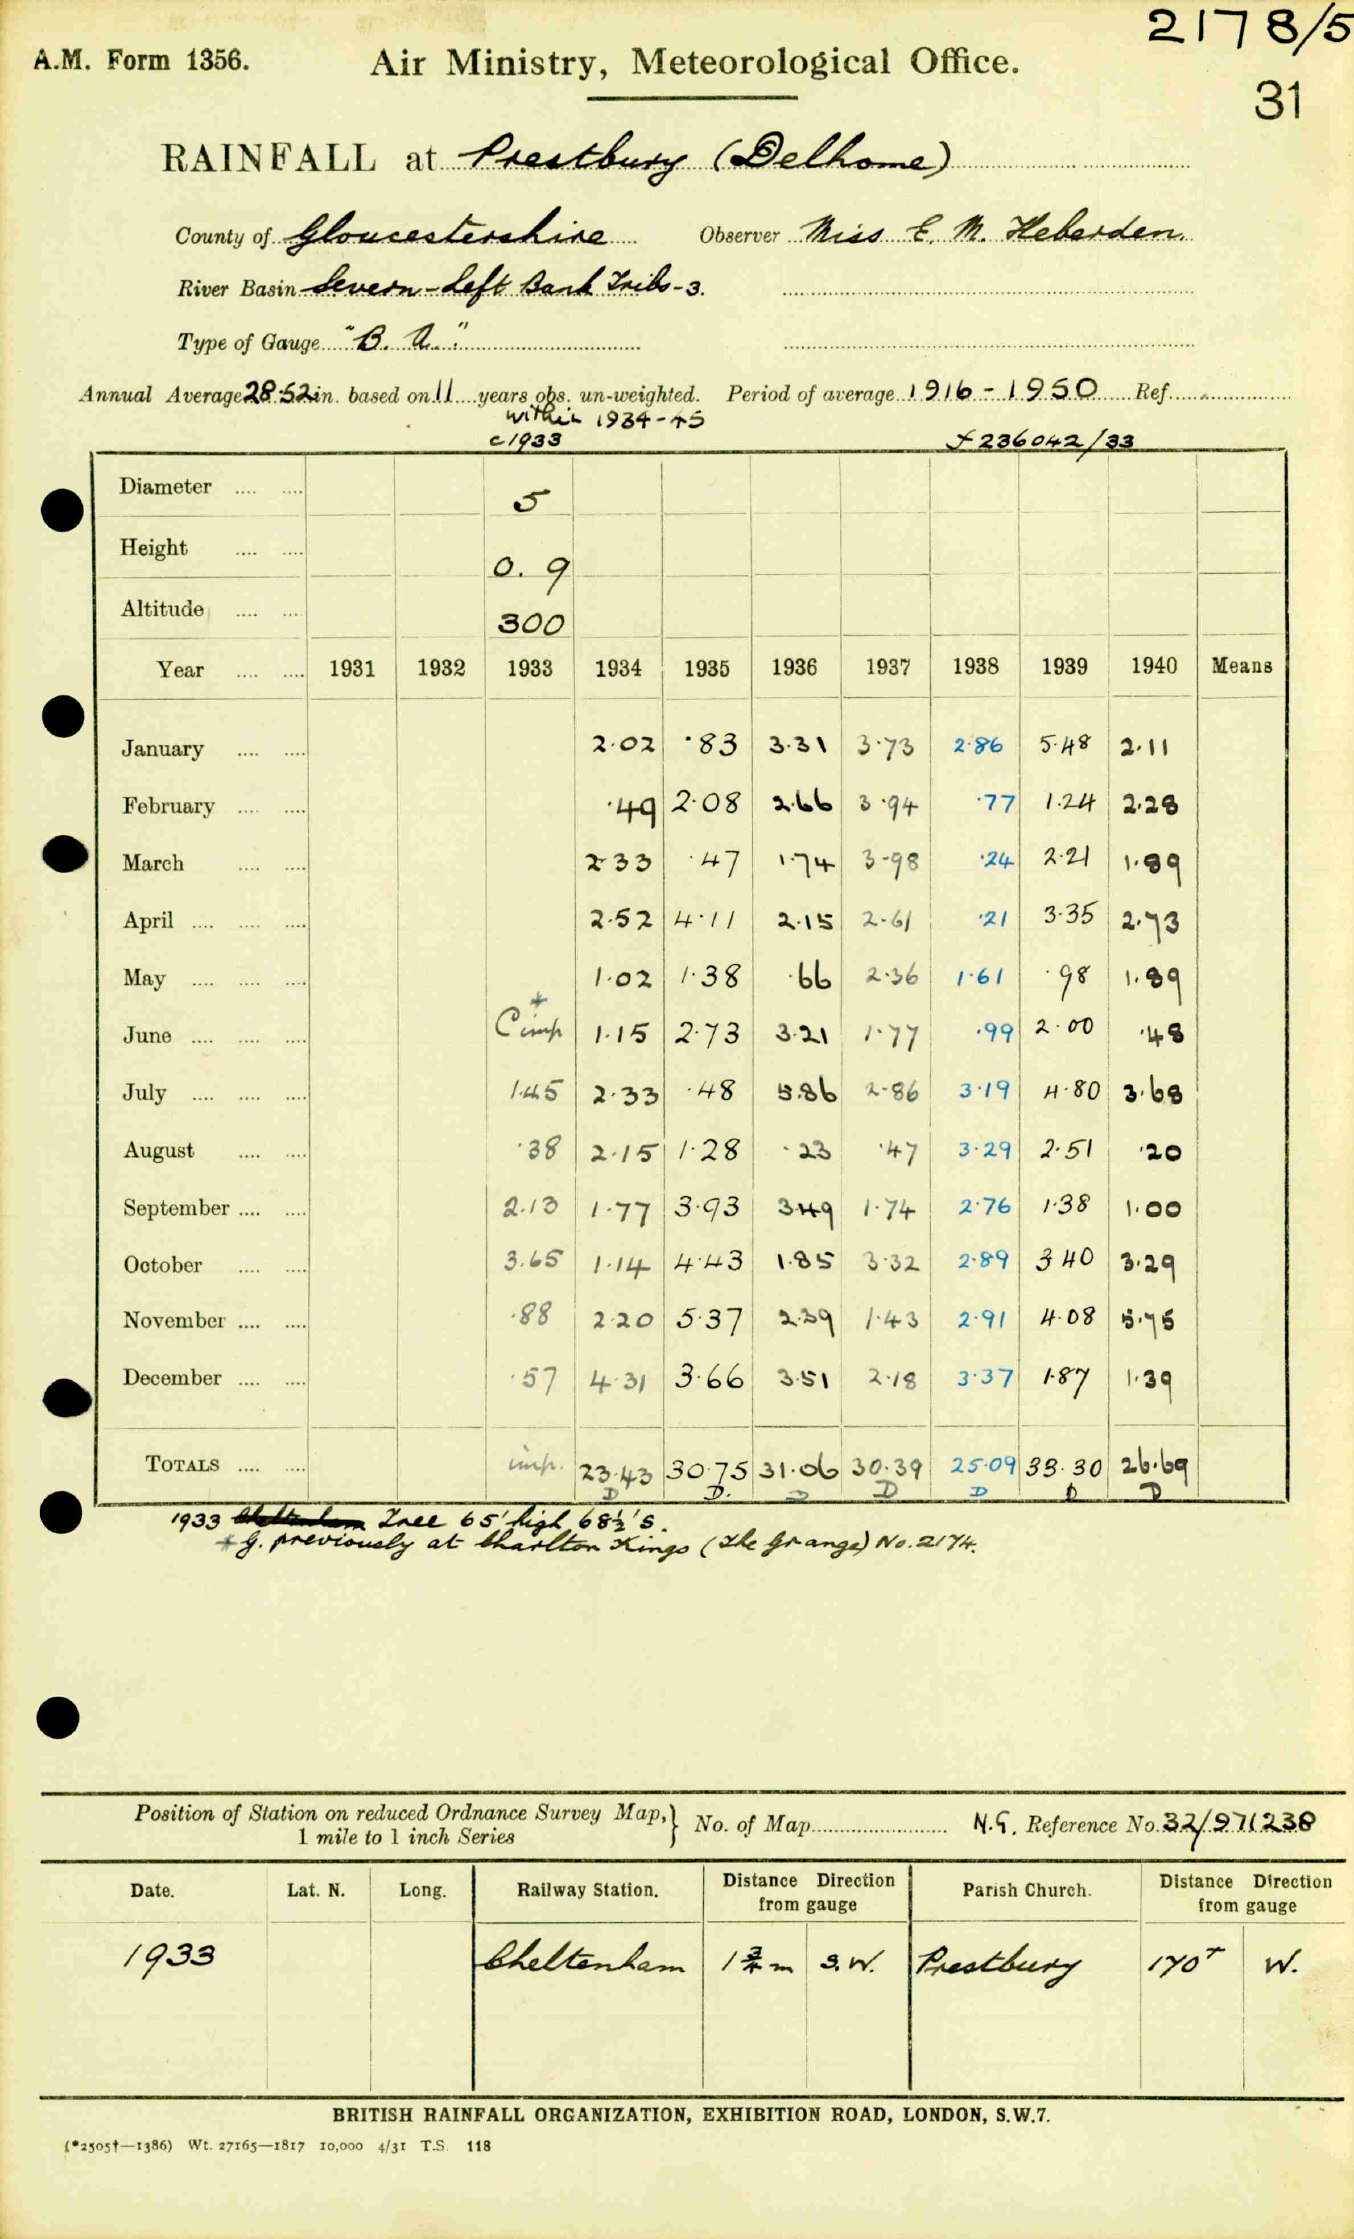 2178/5
A.M. Form 1356. Air Ministry, Meteorological Office.
31
RAINFALL at Prestbury (Delhome)
County of Gloucestershire Observer Miss E. M. Heberden.
River Basin Severn - Left Bank Tribs - 3.
Type of Gauge "B. A."
Annual Average 28.52 in. based on 11 years obs. un-weighted. Period of average 1916 - 1950 Ref.
within 1934-45
c 1933 236042/33
Diameter .... .... 5
Height .... .... 0.9
Altitude .... .... 300
Year .... .... 1931 1932 1933 1934 1935 1936 1937 1938 1939 1940 Means
January .... .... 2.02 .83 3.31 3.73 2.86 5.48 2.11
February .... .... .49 2.08 2.66 3.94 .77 1.24 2.28
March .... .... 2.33 .47 1.74 3.98 .24 2.21 1.89
April .... .... .... 2.52 4.11 2.15 2.61 .21 3.35 2.73
May .... .... .... 1.02 1.38 .66 2.36 1.61 .98 1.89
+
June .... .... .... C imp 1.15 2.73 3.21 1.77 .99 2.00 .48
July .... .... .... 1.45 2.33 .48 5.86 2.86 3.19 4.80 3.68
August .... .... .38 2.15 1.28 .23 .47 3.29 2.51 .20
September .... .... 2.13 1.77 3.93 3.49 1.74 2.76 1.38 1.00
October .... .... 3.65 1.14 4.43 1.85 3.32 2.89 3 40 3.29
November .... .... .88 2.20 5.37 2.39 1.43 2.91 4.08 5.75
December .... .... .57 4.31 3.66 3.51 2.18 3.37 1.87 1.39
TOTALS .... .... imp. 23.43 30.75 31.06 30.39 25.09 33.30 26.69
D D. D D D D D
1933 Cheltenham Tree 65' high 68½' S.
+ G. previously at Charlton Kings (The Grange) No. 2174.
Position of Station on reduced Ordnance Survey Map,} No. of Map N.G. Reference No. 32/971238
1 mile to 1 inch Series
Date. Lat. N. Long. Railway Station. Distance Direction from gauge Parish Church. Distance Direction from gauge
1933 Cheltenham 1¾ m S.W. Prestbury 170 W.
BRITISH RAINFALL ORGANIZATION, EXHIBITION ROAD, LONDON, S.W.7.
(*2505†—1386) Wt. 27165—1817 10,000 4/31 T.S. 118